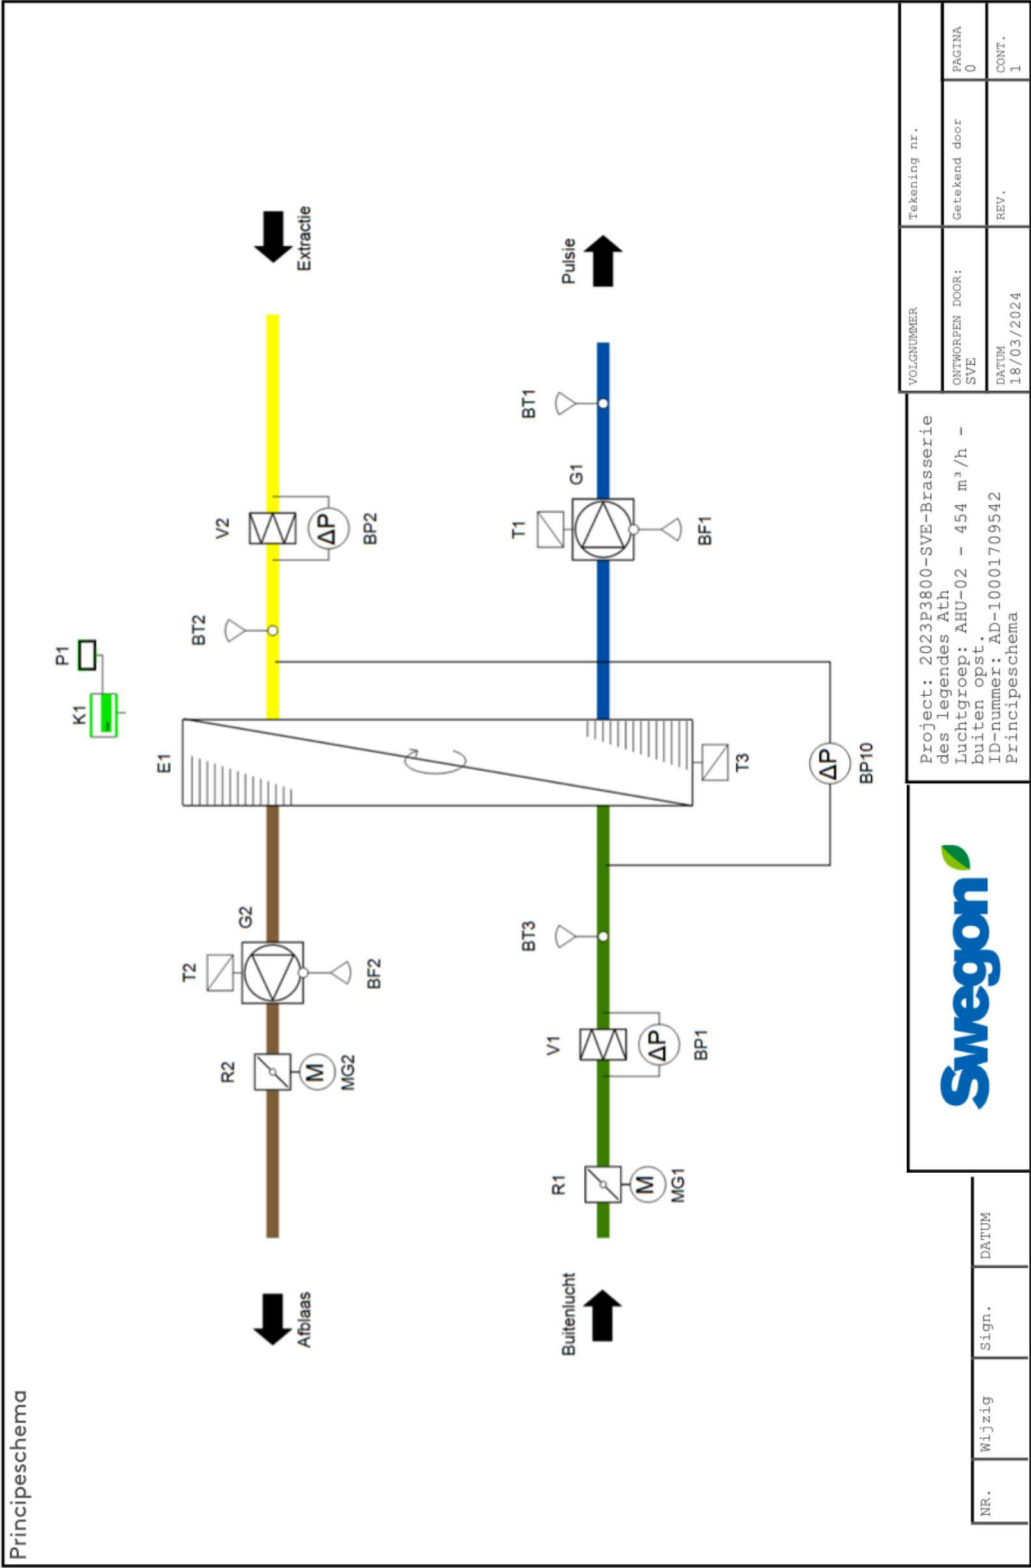 Principeschema
P1
K1
E1
V2
BT2
ΔP
BP2
Extractie
T2
G2
BF2
R2
M
MG2
Afblaas
BT1
G1
T1
BF1
Pulsie
T3
ΔP
BP10
BT3
V1
ΔP
BP1
R1
M
MG1
Buitenlucht
NR.
Wijzig
Sign.
DATUM
Swegon
Project: 2023P3800-SVE-Brasserie
des legendes Ath
Luchtgroep: AHU-02 - 454 m³/h -
buiten opst.
ID-nummer: AD-10001709542
Principeschema
VOLGNUMMER
Tekening nr.
ONTWORPEN DOOR:
SVE
Getekend door
PAGINA
0
DATUM
18/03/2024
REV.
CONT.
1